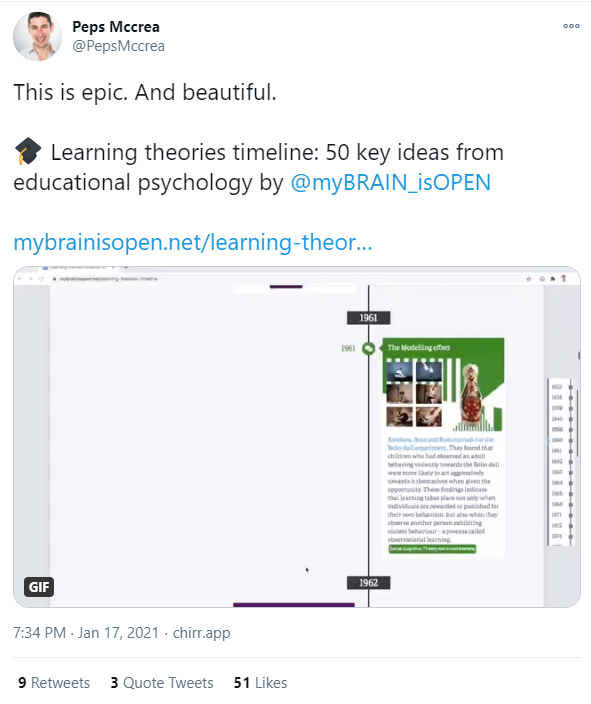 Peps Mccrea
@PepsMccrea
This is epic. And beautiful.
Learning theories timeline: 50 key ideas from
educational psychology by @myBRAIN_isOPEN
mybrainisopen.net/learning-theor...
1961
1961
The Modelling effect
Bandura, Ross and Ross carried out the
Bobo doll experiment. They found that
children who had observed an adult
behaving violently towards the Bobo doll
were more likely to act aggressively
towards it themselves when given the
opportunity. These findings indicate
that learning takes place not only when
individuals are rewarded or punished for
their own behaviour, but also when they
observe another person exhibiting
violent behaviour - a process called
observational learning.
1962
GIF
7:34 PM · Jan 17, 2021 · chirr.app
9 Retweets 3 Quote Tweets 51 Likes